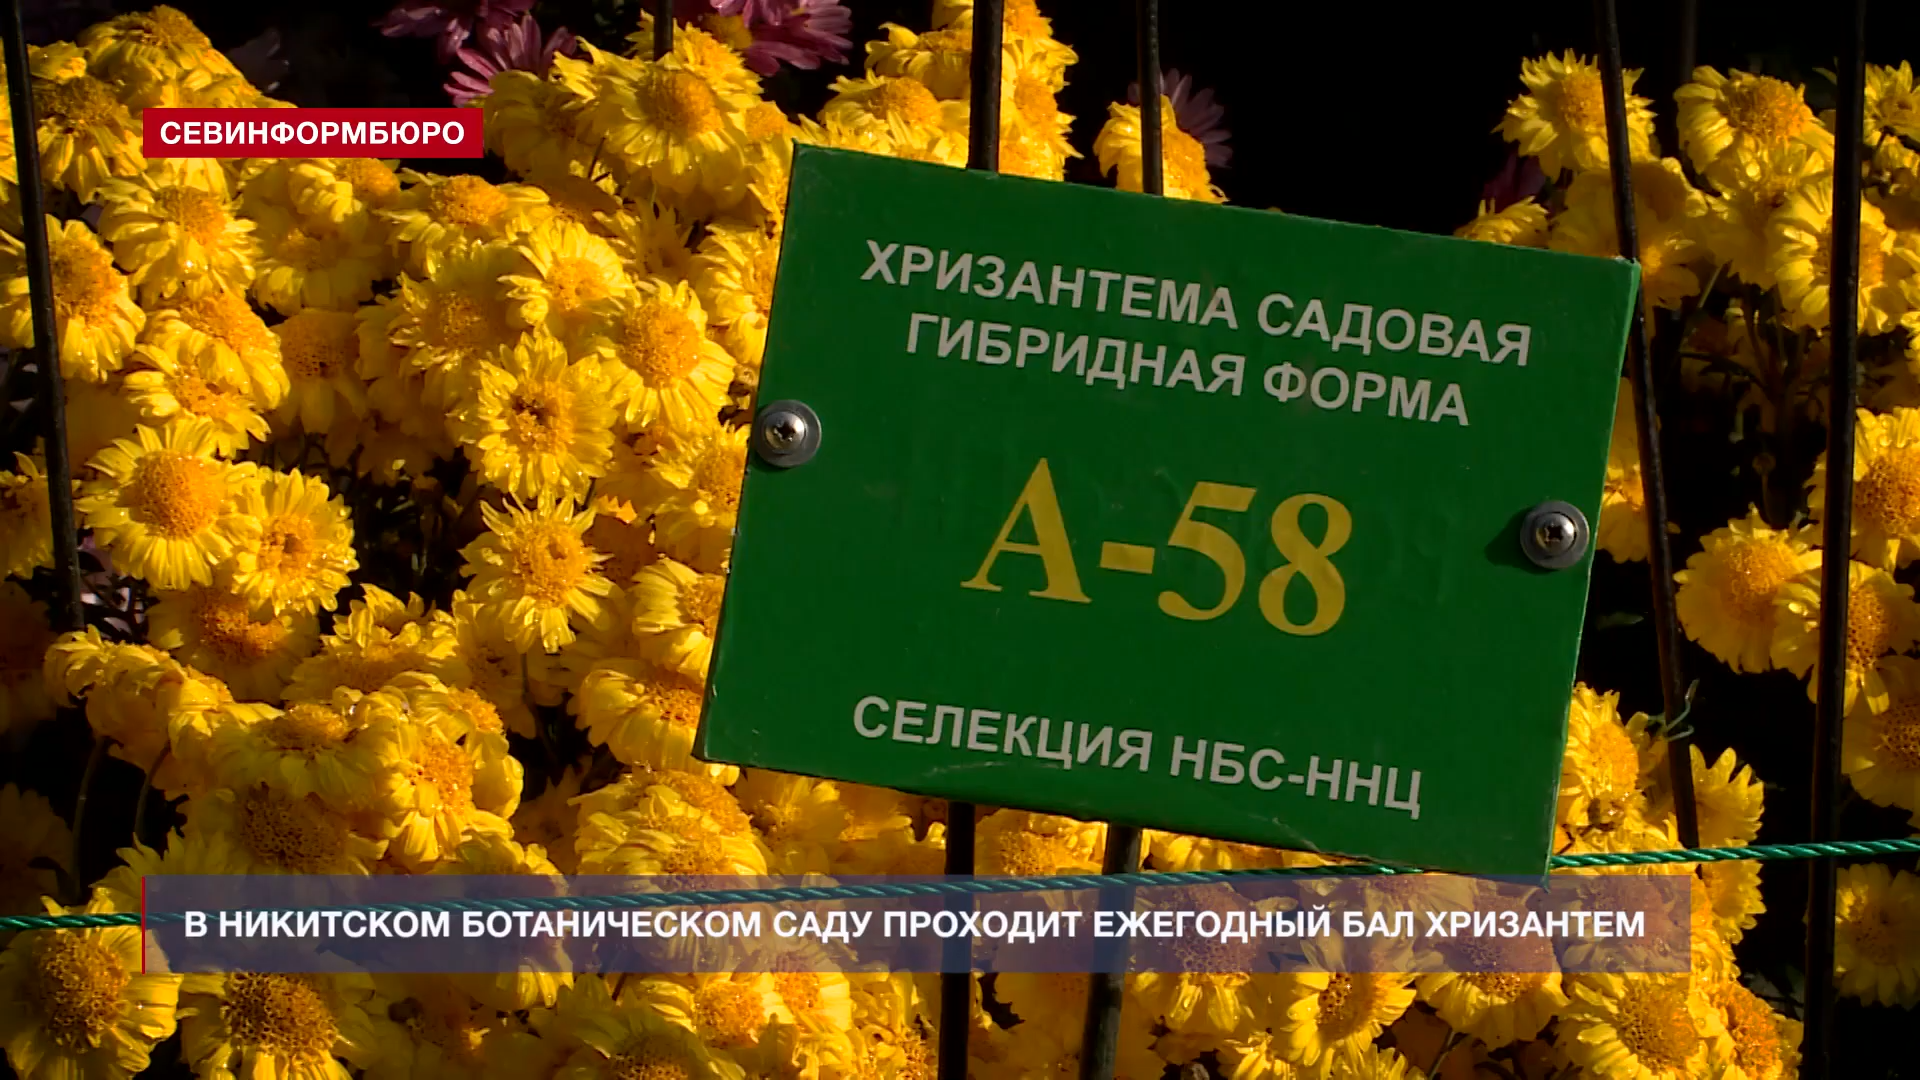 СЕВИНФОРМБЮРО
ХРИЗАНТЕМА САДОВАЯ
ГИБРИДНАЯ ФОРМА
А-58
СЕЛЕКЦИЯ НБС-ННЦ
В НИКИТСКОМ БОТАНИЧЕСКОМ САДУ ПРОХОДИТ ЕЖЕГОДНЫЙ БАЛ ХРИЗАНТЕМ